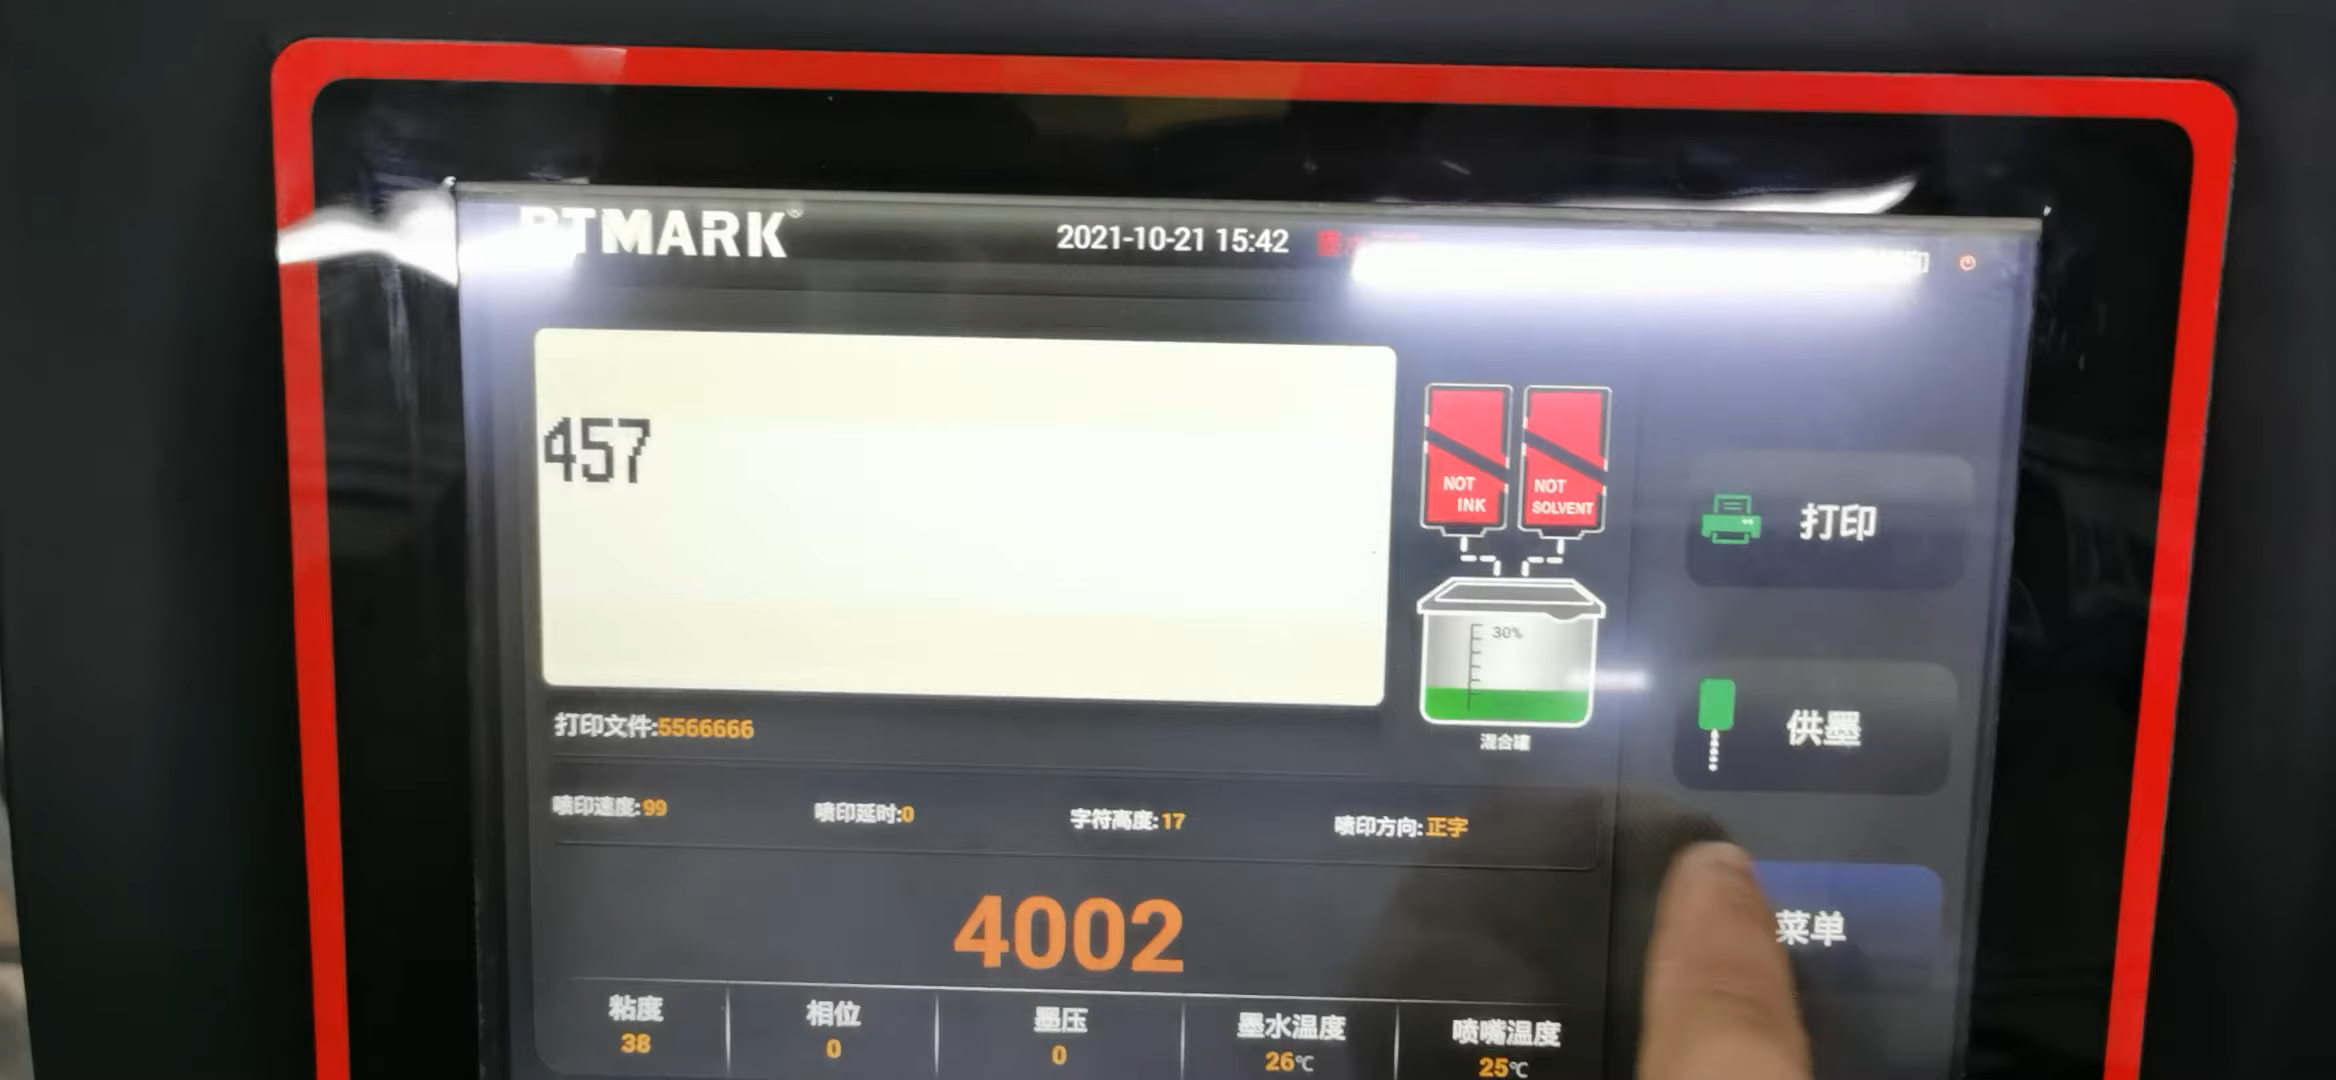 BTMARK®
2021-10-21 15:42
457
NOT INK
NOT SOLVENT
30%
混合罐
打印
供墨
菜单
打印文件:5566666
喷印速度:99
喷印延时:0
字符高度:17
喷印方向:正字
4002
粘度
38
相位
0
墨压
0
墨水温度
26℃
喷嘴温度
25℃